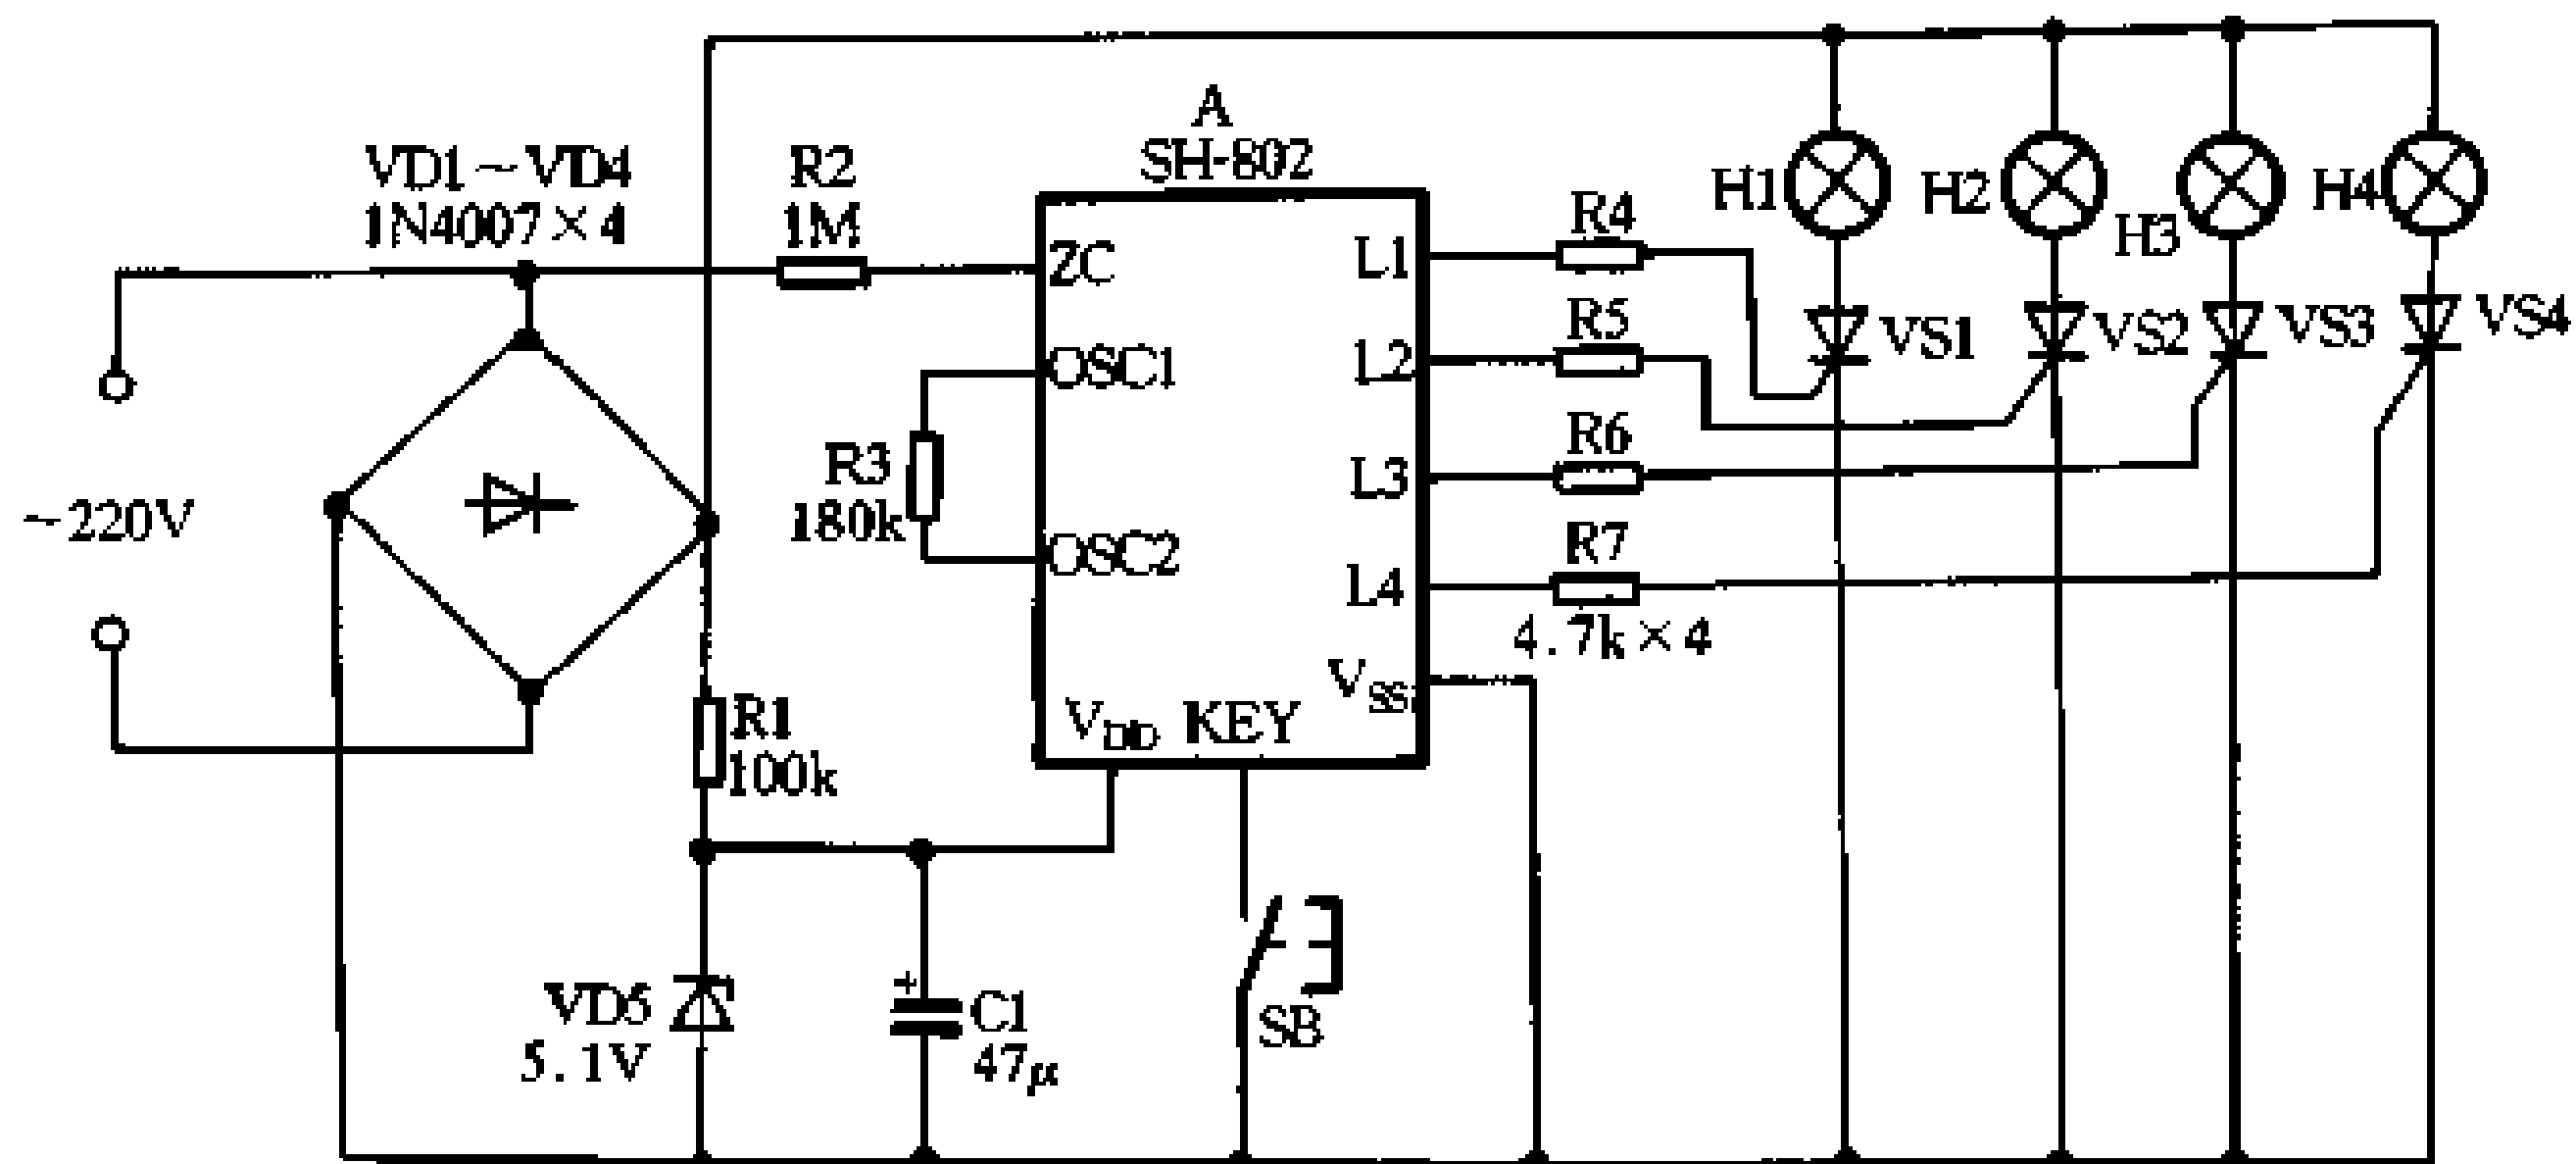 A
SH-802
VD1~VD4
1N4007×4
R2
1M
ZC
OSC1
R3
180k
OSC2
L1
L2
L3
L4
V_SS
V_DD
KEY
R4
R5
R6
R7
4.7k×4
H1
H2
H3
H4
VS1
VS2
VS3
VS4
~220V
R1
100k
VD5
5.1V
+
C1
47μ
SB